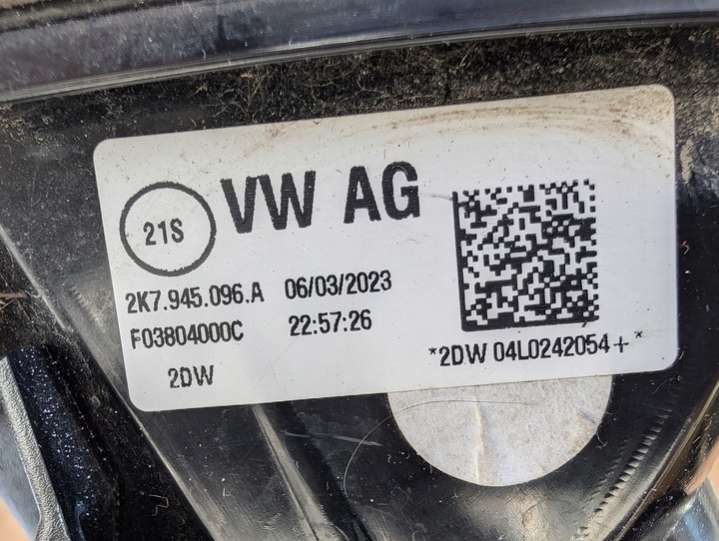 21S
VW AG
2K7.945.096.A 06/03/2023
F03804000C 22:57:26
2DW
*2DW 04L0242054+*